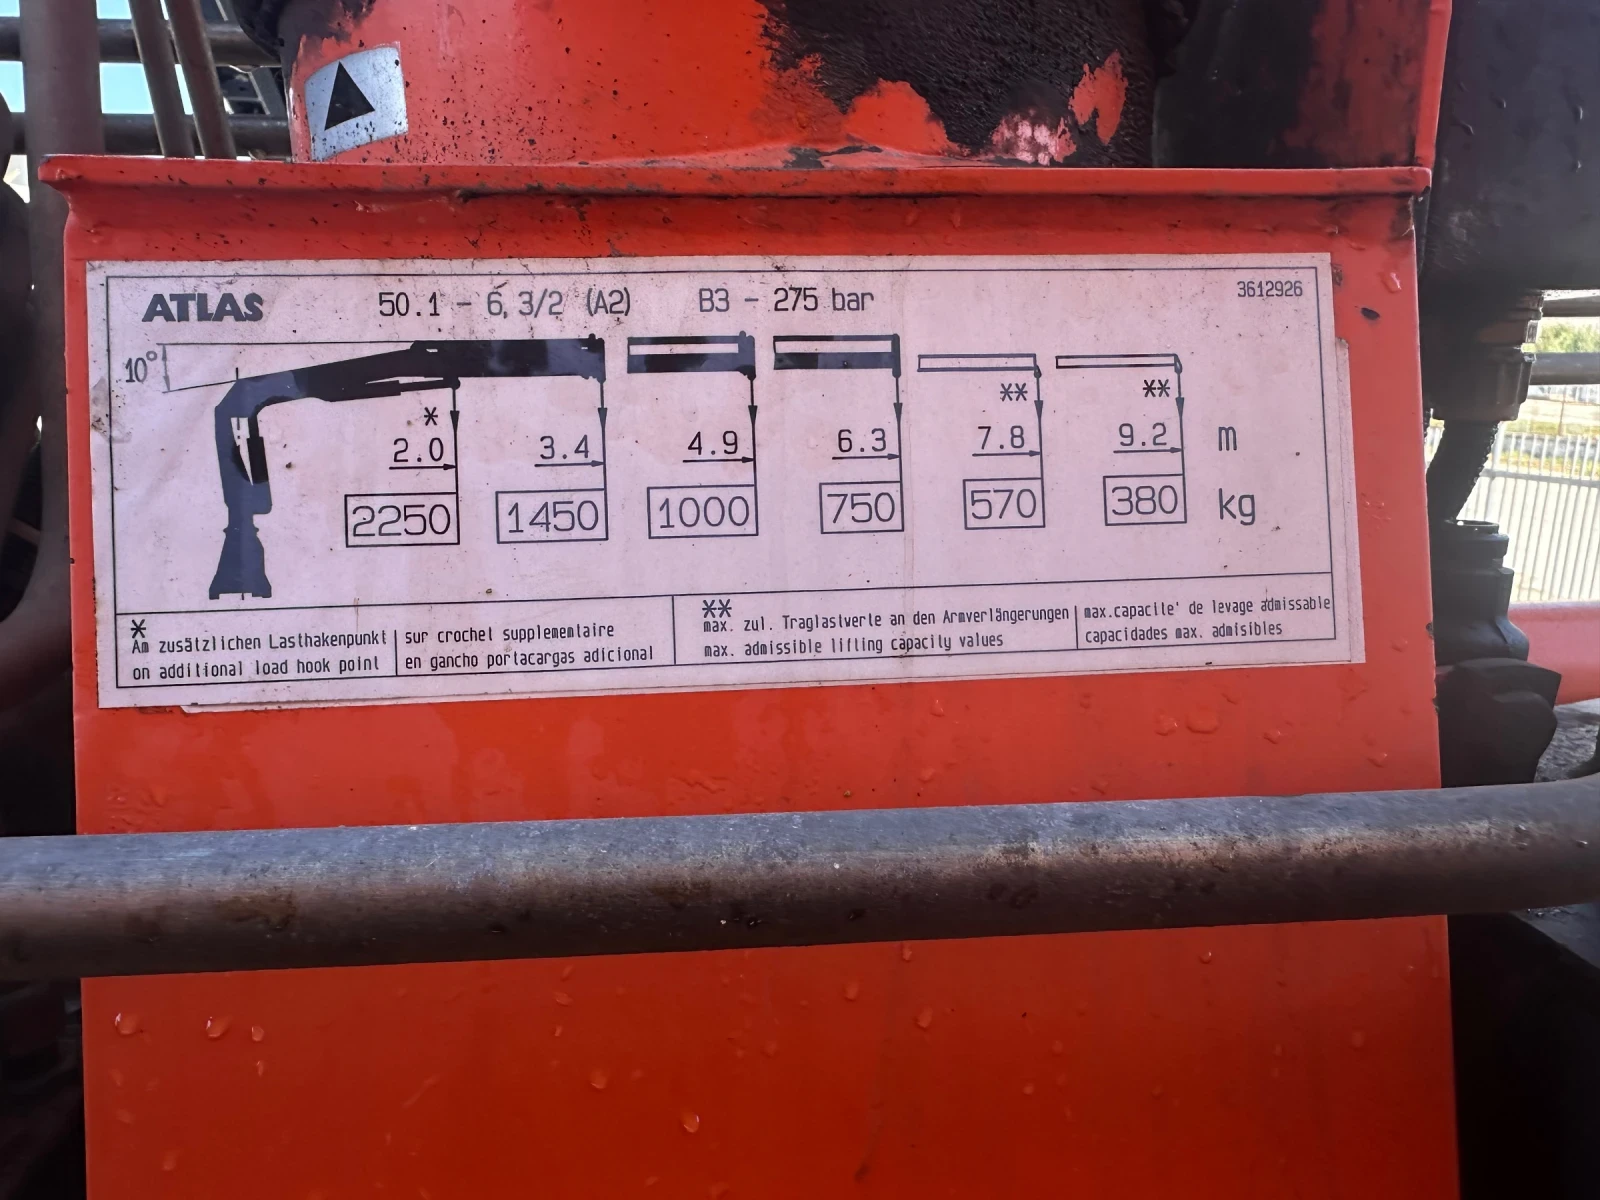 ATLAS 50.1 - 6,3/2 (A2) B3 - 275 bar 3612926
10°
* ** **
2.0 3.4 4.9 6.3 7.8 9.2 m
2250 1450 1000 750 570 380 kg
*
Am zusätzlichen Lasthakenpunkt
on additional load hook point
sur crochet supplementaire
en gancho portacargas adicional
**
max. zul. Traglastwerte an den Armverlängerungen
max. admissible lifting capacity values
max.capacite' de levage admissable
capacidades max. admisibles